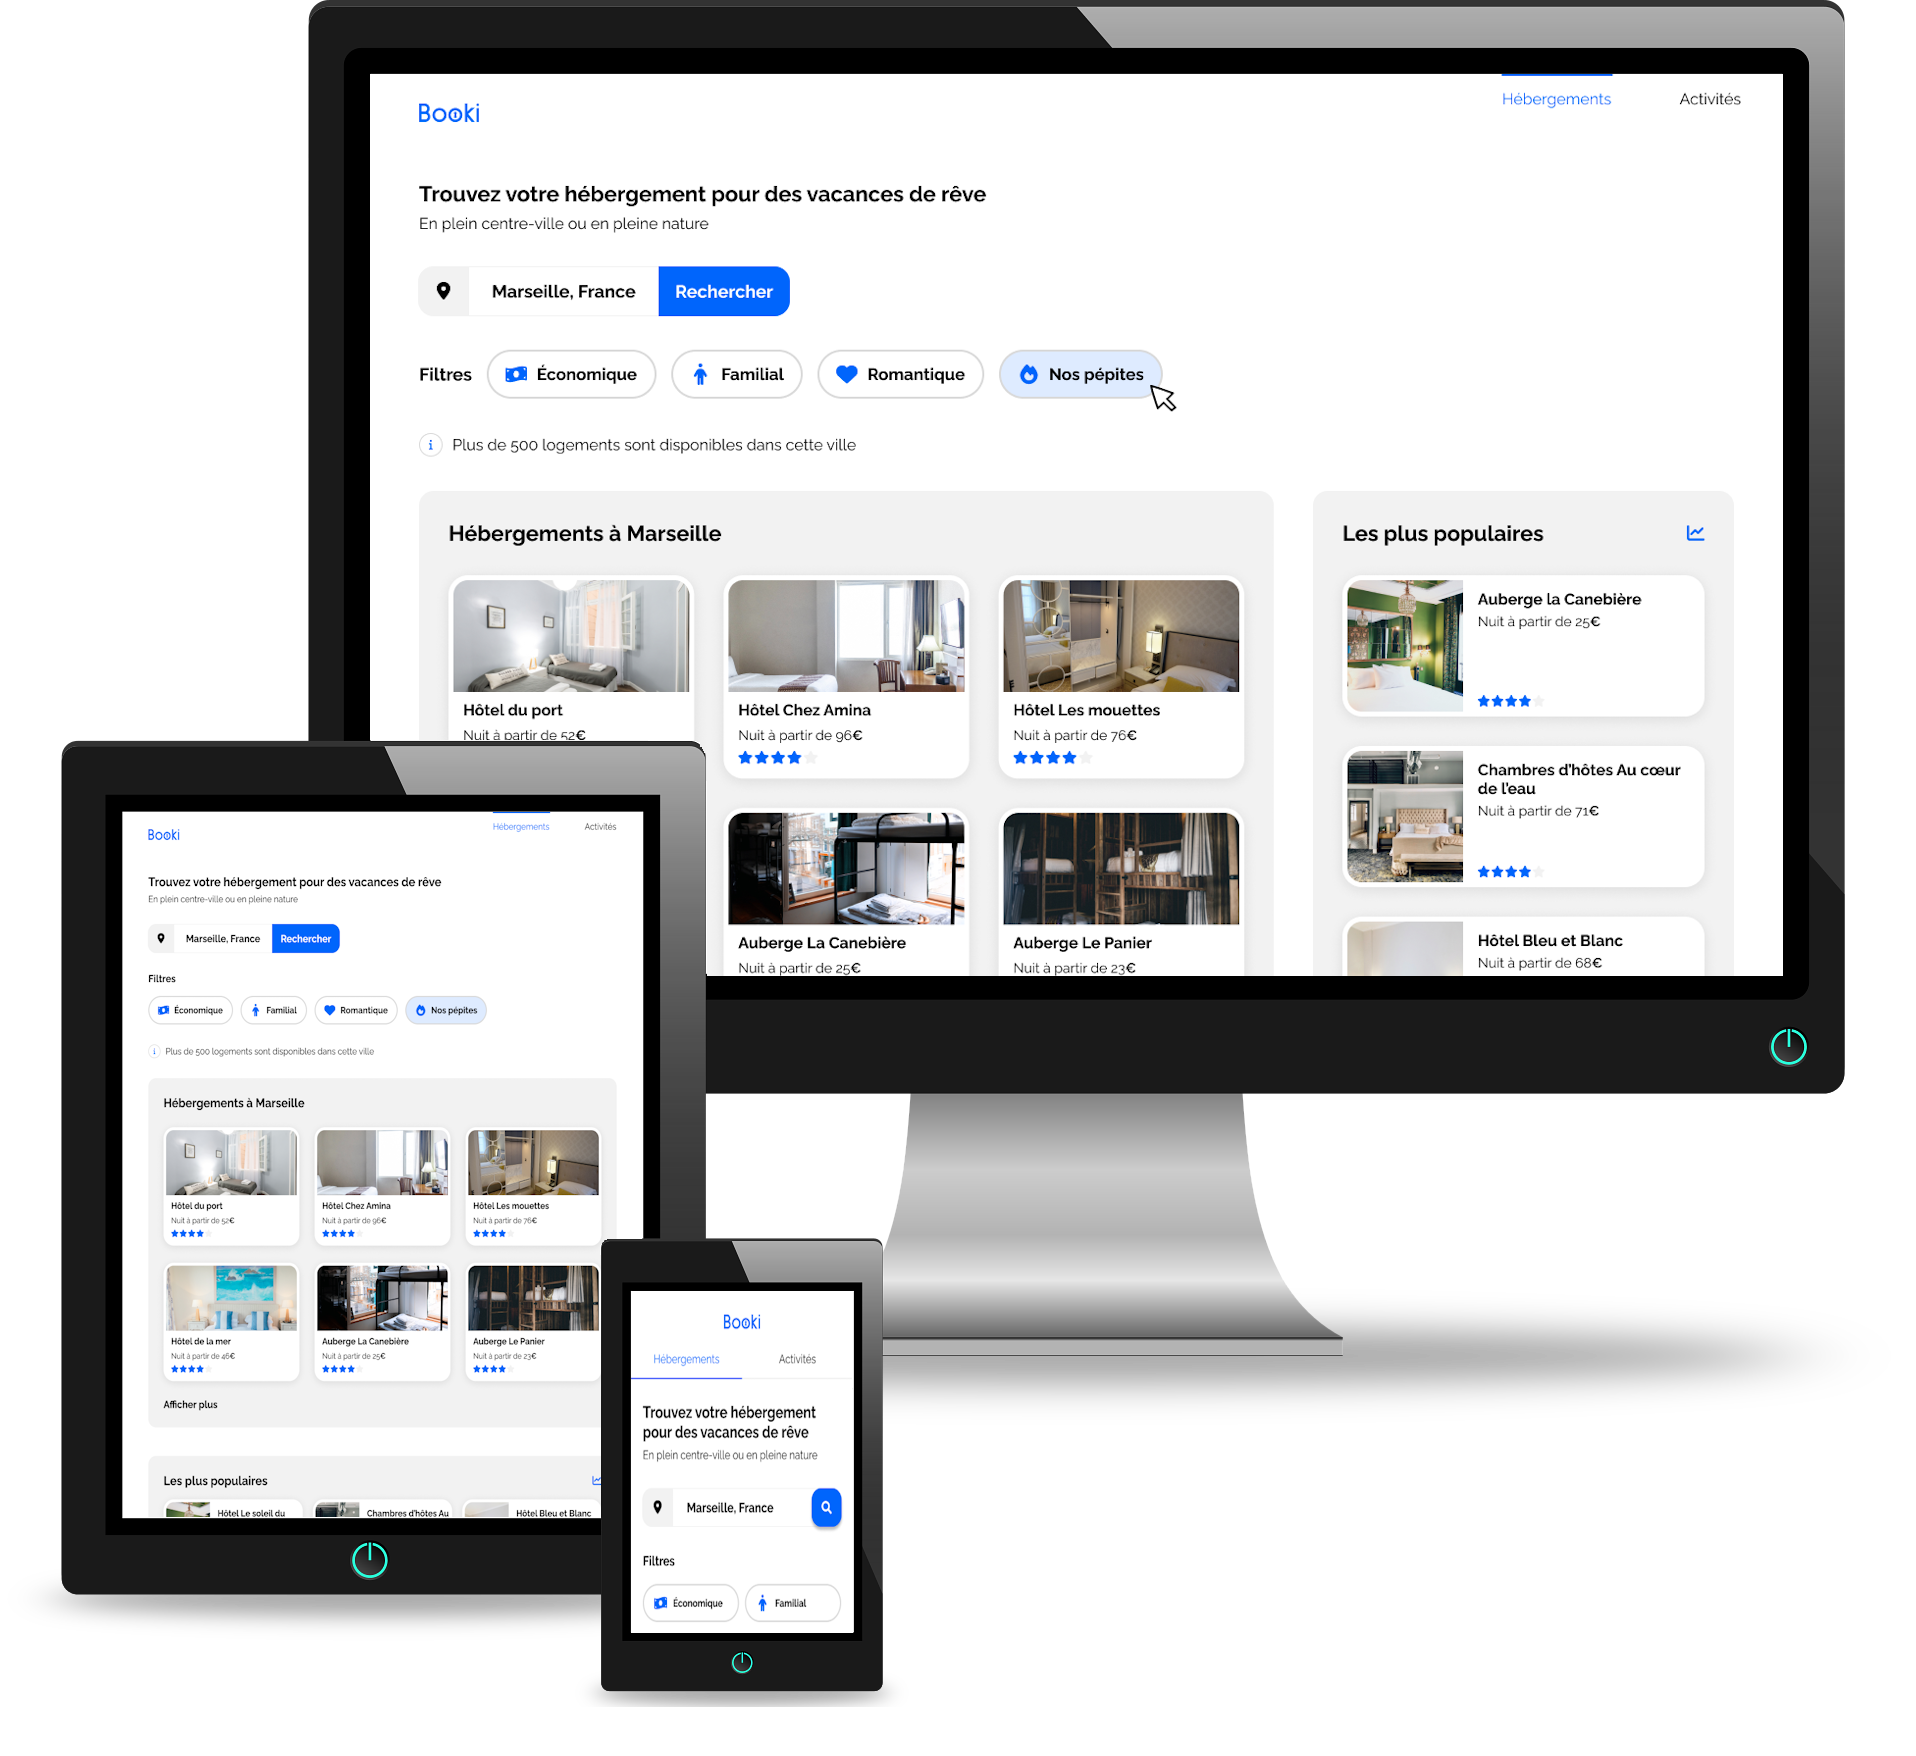 Booki
Hébergements
Activités
Trouvez votre hébergement pour des vacances de rêve
En plein centre-ville ou en pleine nature
Marseille, France
Rechercher
Filtres
Économique
Familial
Romantique
Nos pépites
Plus de 500 logements sont disponibles dans cette ville
Hébergements à Marseille
Hôtel du port
Nuit à partir de 52€
Hôtel Chez Amina
Nuit à partir de 96€
Hôtel Les mouettes
Nuit à partir de 76€
Auberge La Canebière
Nuit à partir de 25€
Auberge Le Panier
Nuit à partir de 23€
Les plus populaires
Auberge la Canebière
Nuit à partir de 25€
Chambres d'hôtes Au cœur
de l'eau
Nuit à partir de 71€
Hôtel Bleu et Blanc
Nuit à partir de 68€
Booki
Hébergements
Activités
Trouvez votre hébergement pour des vacances de rêve
En plein centre-ville ou en pleine nature
Marseille, France
Rechercher
Filtres
Économique
Familial
Romantique
Nos pépites
Plus de 500 logements sont disponibles dans cette ville
Hébergements à Marseille
Hôtel du port
Nuit à partir de 52€
Hôtel Chez Amina
Nuit à partir de 96€
Hôtel Les mouettes
Nuit à partir de 76€
Hôtel de la mer
Nuit à partir de 46€
Auberge La Canebière
Nuit à partir de 25€
Auberge Le Panier
Nuit à partir de 23€
Afficher plus
Les plus populaires
Hôtel Le soleil du
Chambres d'hôtes Au
Hôtel Bleu et Blanc
Booki
Hébergements
Activités
Trouvez votre hébergement
pour des vacances de rêve
En plein centre-ville ou en pleine nature
Marseille, France
Filtres
Économique
Familial